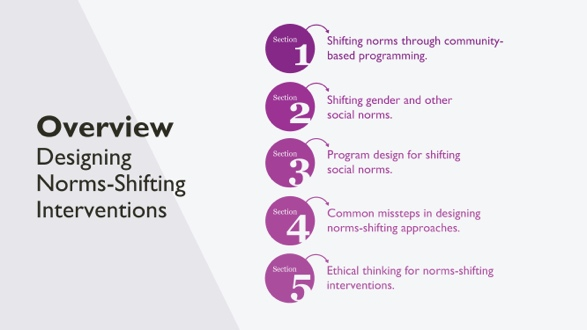 Overview
Designing
Norms-Shifting
Interventions
Section
1
Shifting norms through community-
based programming.
Section
2
Shifting gender and other
social norms.
Section
3
Program design for shifting
social norms.
Section
4
Common missteps in designing
norms-shifting approaches.
Section
5
Ethical thinking for norms-shifting
interventions.